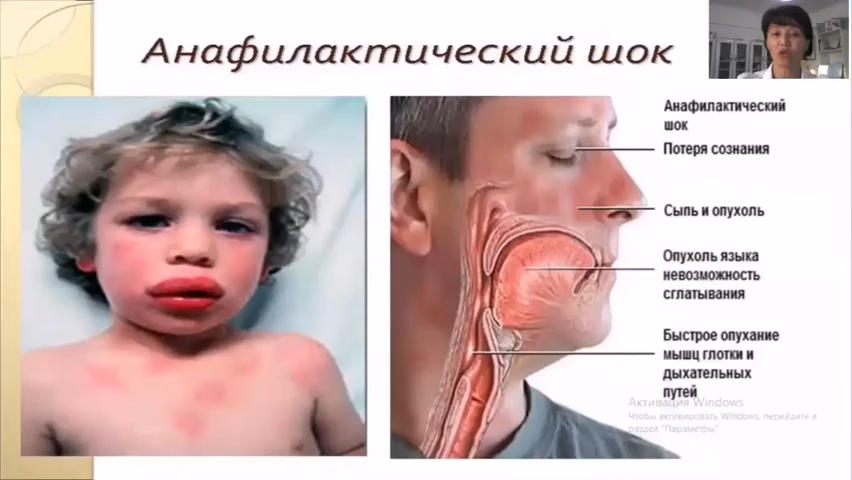 Анафилактический шок
Анафилактический
шок
Потеря сознания
Сыпь и опухоль
Опухоль языка
невозможность
сглатывания
Быстрое опухание
мышц глотки и
дыхательных
путей
Активация Windows
Чтобы активировать Windows, перейдите в
раздел "Параметры"